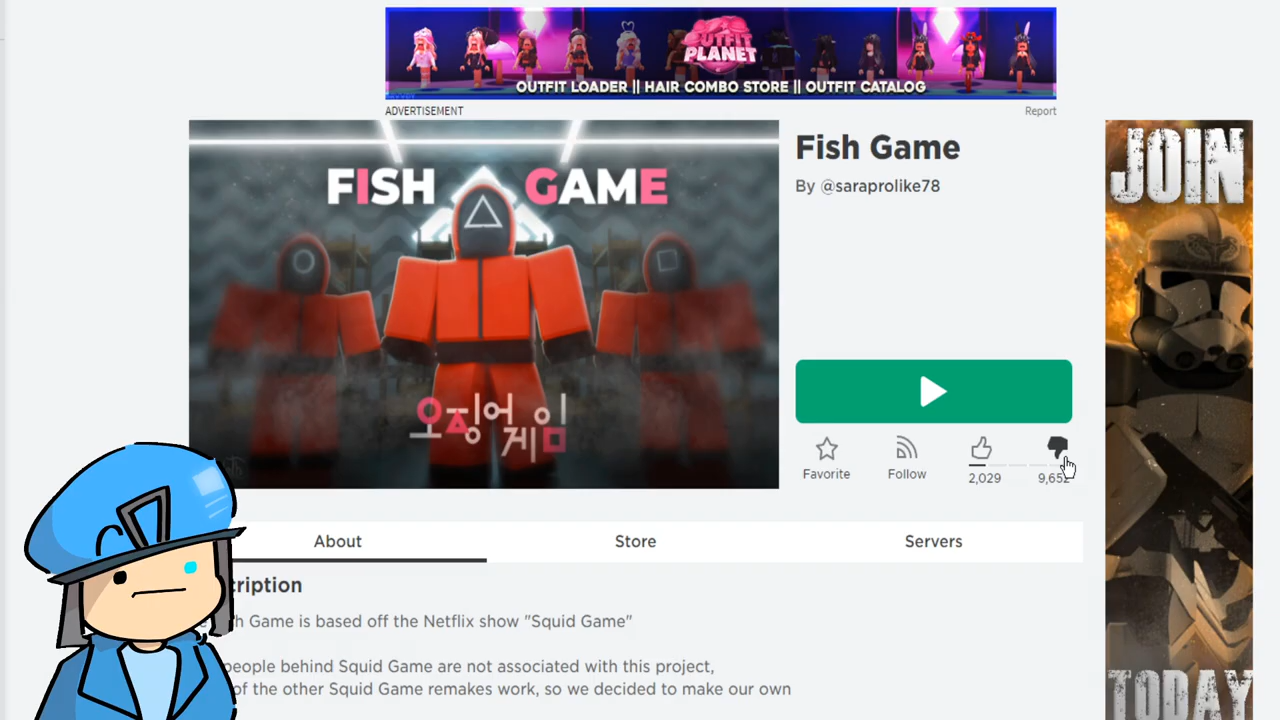 OUTFIT
PLANET
OUTFIT LOADER || HAIR COMBO STORE || OUTFIT CATALOG
ADVERTISEMENT
Report
FISH GAME
오징어
게임
Fish Game
By @saraprolike78
Favorite
Follow
2,029
9,652
JOIN
TODAY
About
Store
Servers
cription
Game is based off the Netflix show "Squid Game"
people behind Squid Game are not associated with this project,
of the other Squid Game remakes work, so we decided to make our own